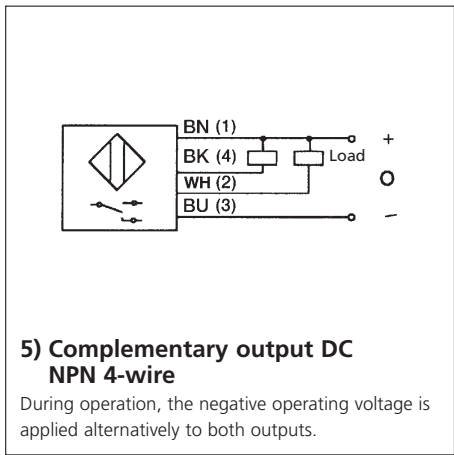 BN (1)
+
BK (4)
Load
WH (2)
O
BU (3)
−
5) Complementary output DC
NPN 4-wire
During operation, the negative operating voltage is
applied alternatively to both outputs.